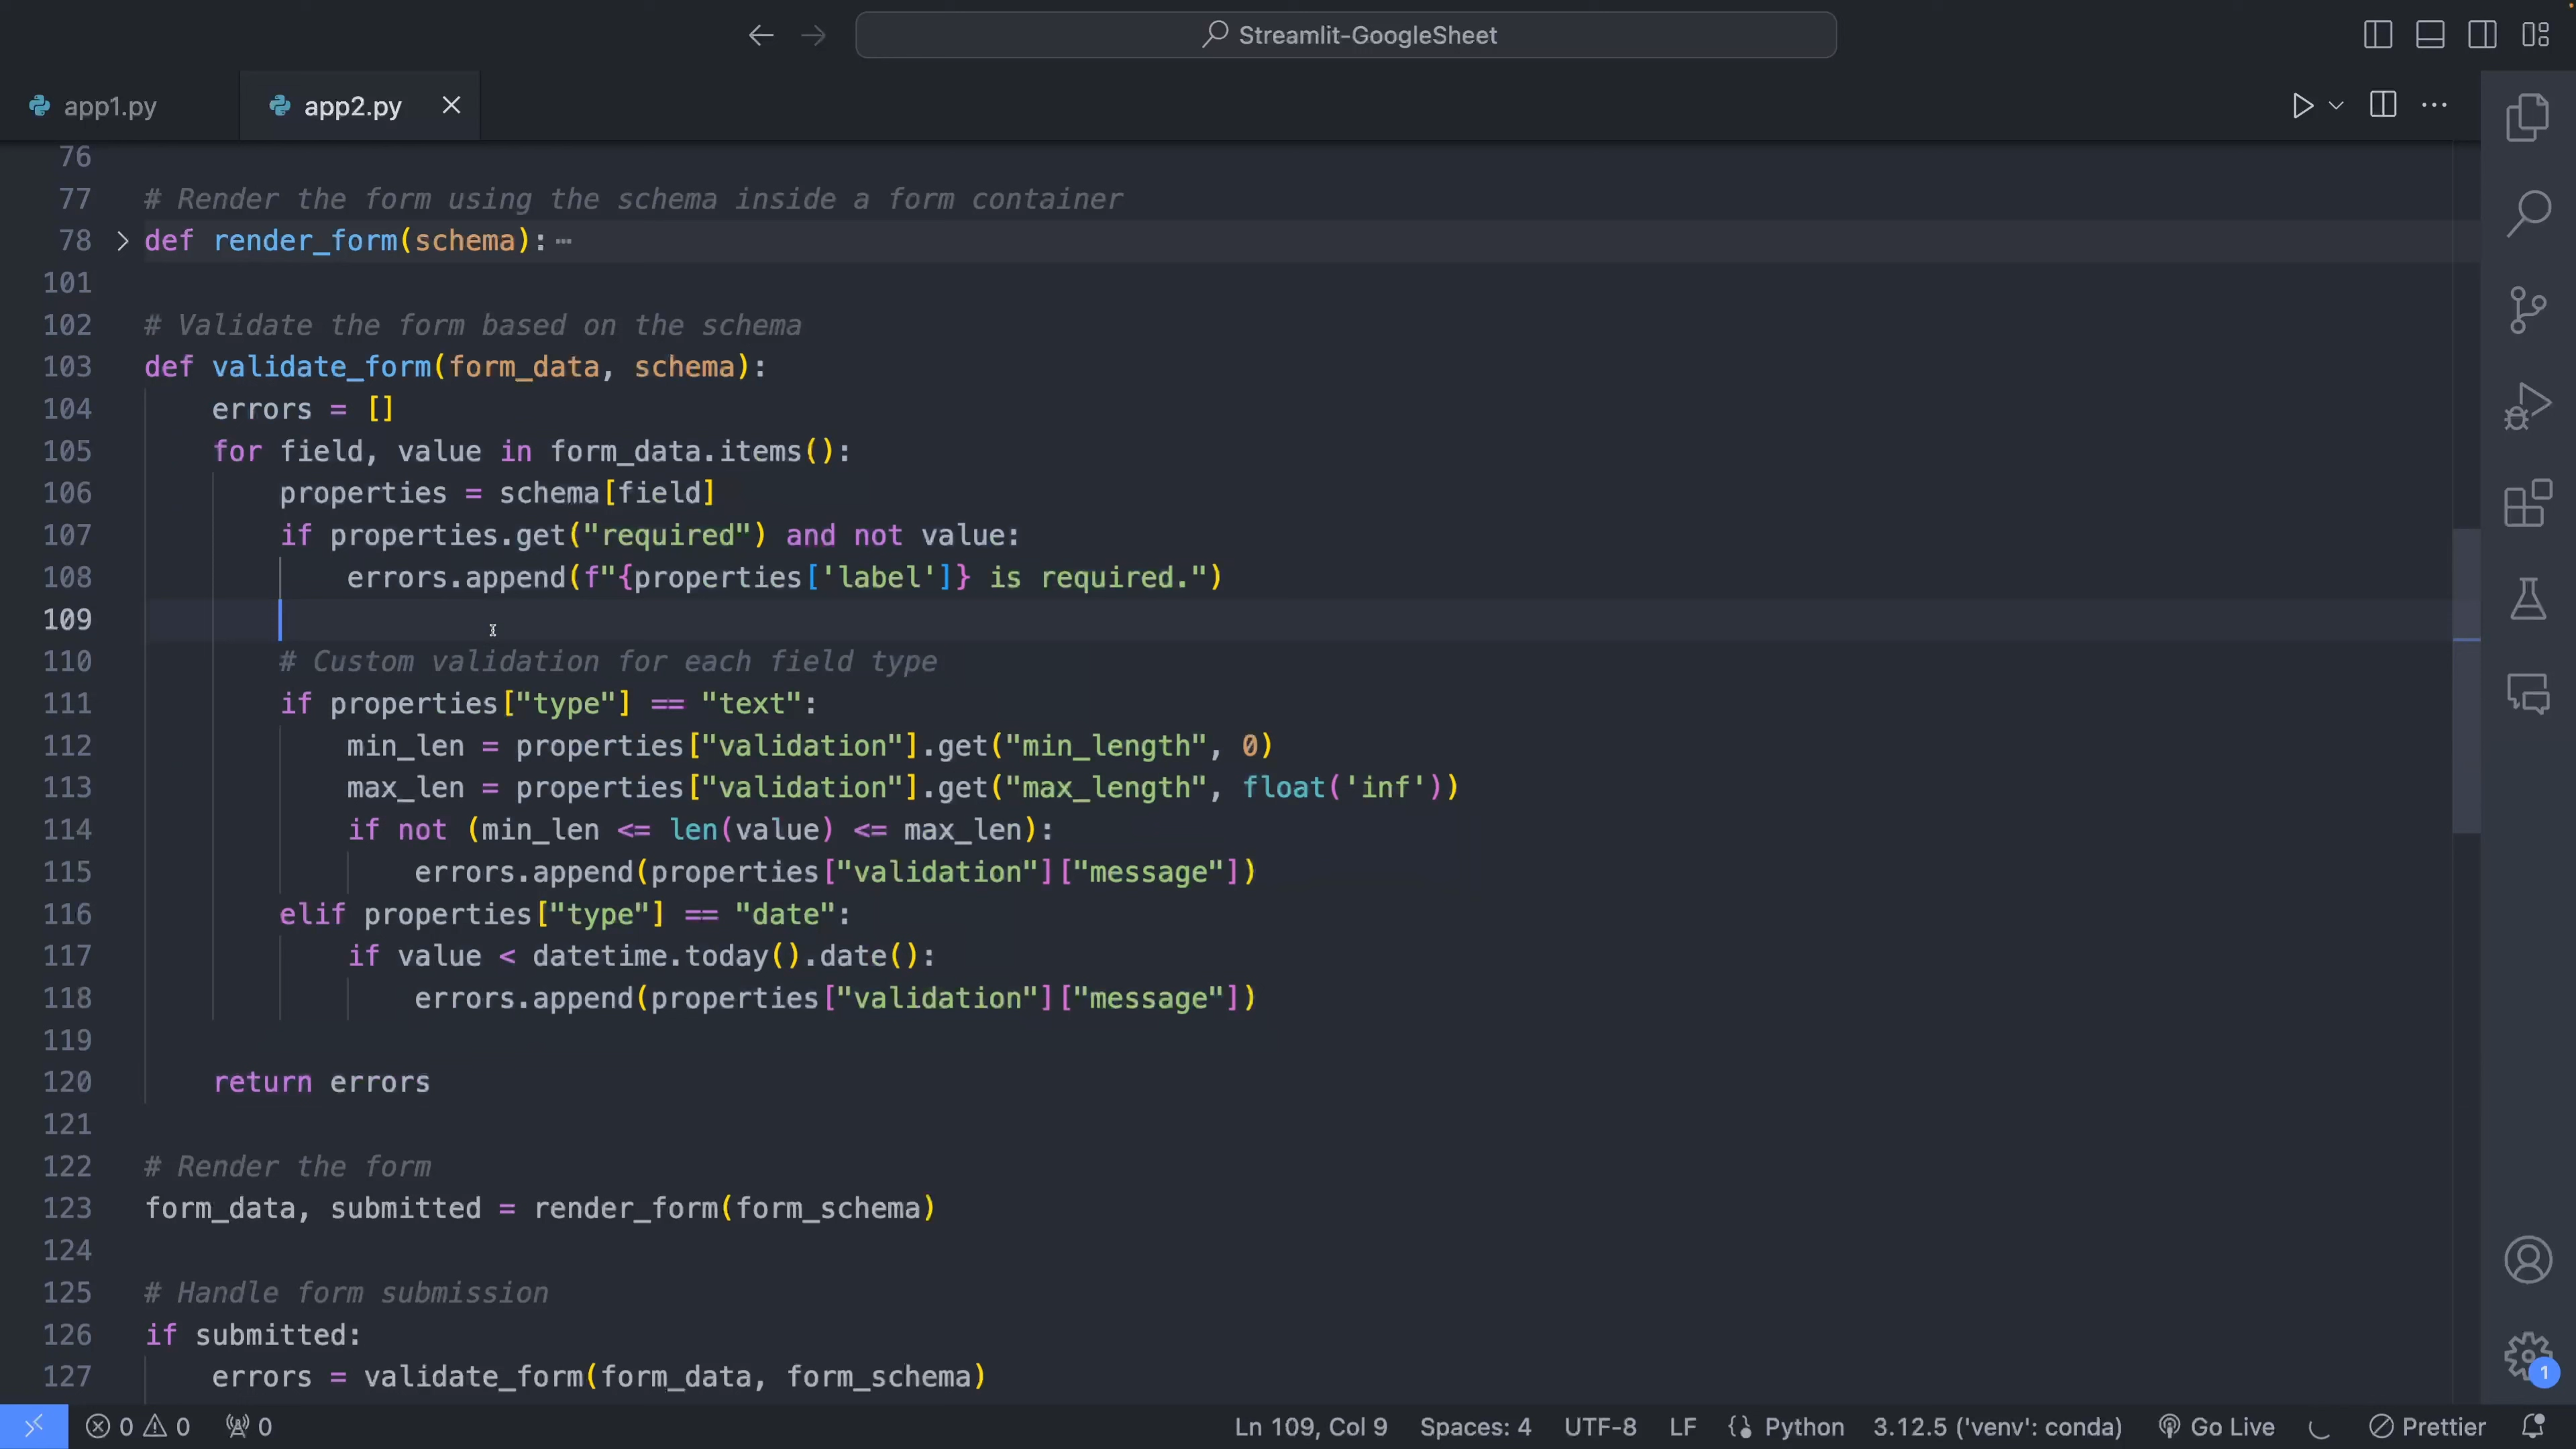 Streamlit-GoogleSheet
app1.py
app2.py
76
77 # Render the form using the schema inside a form container
78 def render_form(schema):
101
102 # Validate the form based on the schema
103 def validate_form(form_data, schema):
104 errors = []
105 for field, value in form_data.items():
106 properties = schema[field]
107 if properties.get("required") and not value:
108 errors.append(f"{properties['label']} is required.")
109
110 # Custom validation for each field type
111 if properties["type"] == "text":
112 min_len = properties["validation"].get("min_length", 0)
113 max_len = properties["validation"].get("max_length", float('inf'))
114 if not (min_len <= len(value) <= max_len):
115 errors.append(properties["validation"]["message"])
116 elif properties["type"] == "date":
117 if value < datetime.today().date():
118 errors.append(properties["validation"]["message"])
119
120 return errors
121
122 # Render the form
123 form_data, submitted = render_form(form_schema)
124
125 # Handle form submission
126 if submitted:
127 errors = validate_form(form_data, form_schema)
1
0 0 0 Ln 109, Col 9 Spaces: 4 UTF-8 LF Python 3.12.5 ('venv': conda) Go Live Prettier